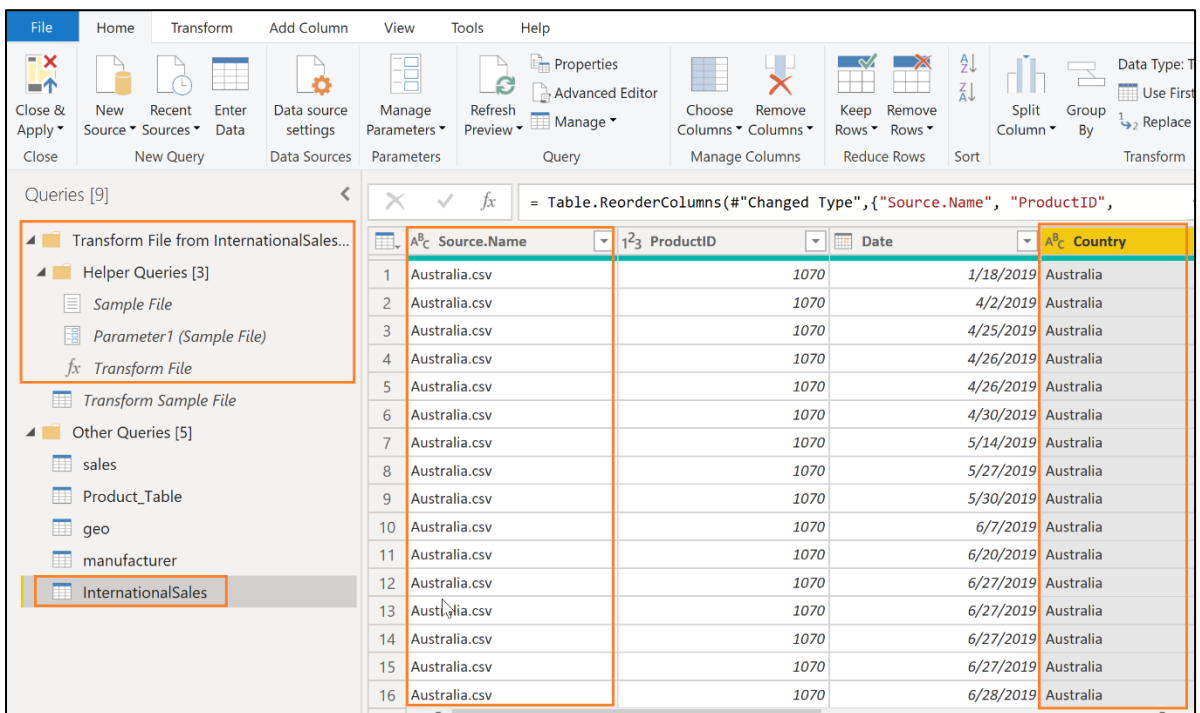 File Home Transform Add Column View Tools Help
Close & Apply
New Source
Recent Sources
Enter Data
Data source settings
Manage Parameters
Refresh Preview
Properties
Advanced Editor
Manage
Choose Columns
Remove Columns
Keep Rows
Remove Rows
Split Column
Group By
Data Type: T
Use First
Replace
Close New Query Data Sources Parameters Query Manage Columns Reduce Rows Sort Transform
Queries [9]
Transform File from InternationalSales...
Helper Queries [3]
Sample File
Parameter1 (Sample File)
fx Transform File
Transform Sample File
Other Queries [5]
sales
Product_Table
geo
manufacturer
InternationalSales
fx = Table.ReorderColumns(#"Changed Type",{"Source.Name", "ProductID",
ABC Source.Name 123 ProductID Date ABC Country
1 Australia.csv 1070 1/18/2019 Australia
2 Australia.csv 1070 4/2/2019 Australia
3 Australia.csv 1070 4/25/2019 Australia
4 Australia.csv 1070 4/26/2019 Australia
5 Australia.csv 1070 4/26/2019 Australia
6 Australia.csv 1070 4/30/2019 Australia
7 Australia.csv 1070 5/14/2019 Australia
8 Australia.csv 1070 5/27/2019 Australia
9 Australia.csv 1070 5/30/2019 Australia
10 Australia.csv 1070 6/7/2019 Australia
11 Australia.csv 1070 6/20/2019 Australia
12 Australia.csv 1070 6/27/2019 Australia
13 Australia.csv 1070 6/27/2019 Australia
14 Australia.csv 1070 6/27/2019 Australia
15 Australia.csv 1070 6/27/2019 Australia
16 Australia.csv 1070 6/28/2019 Australia